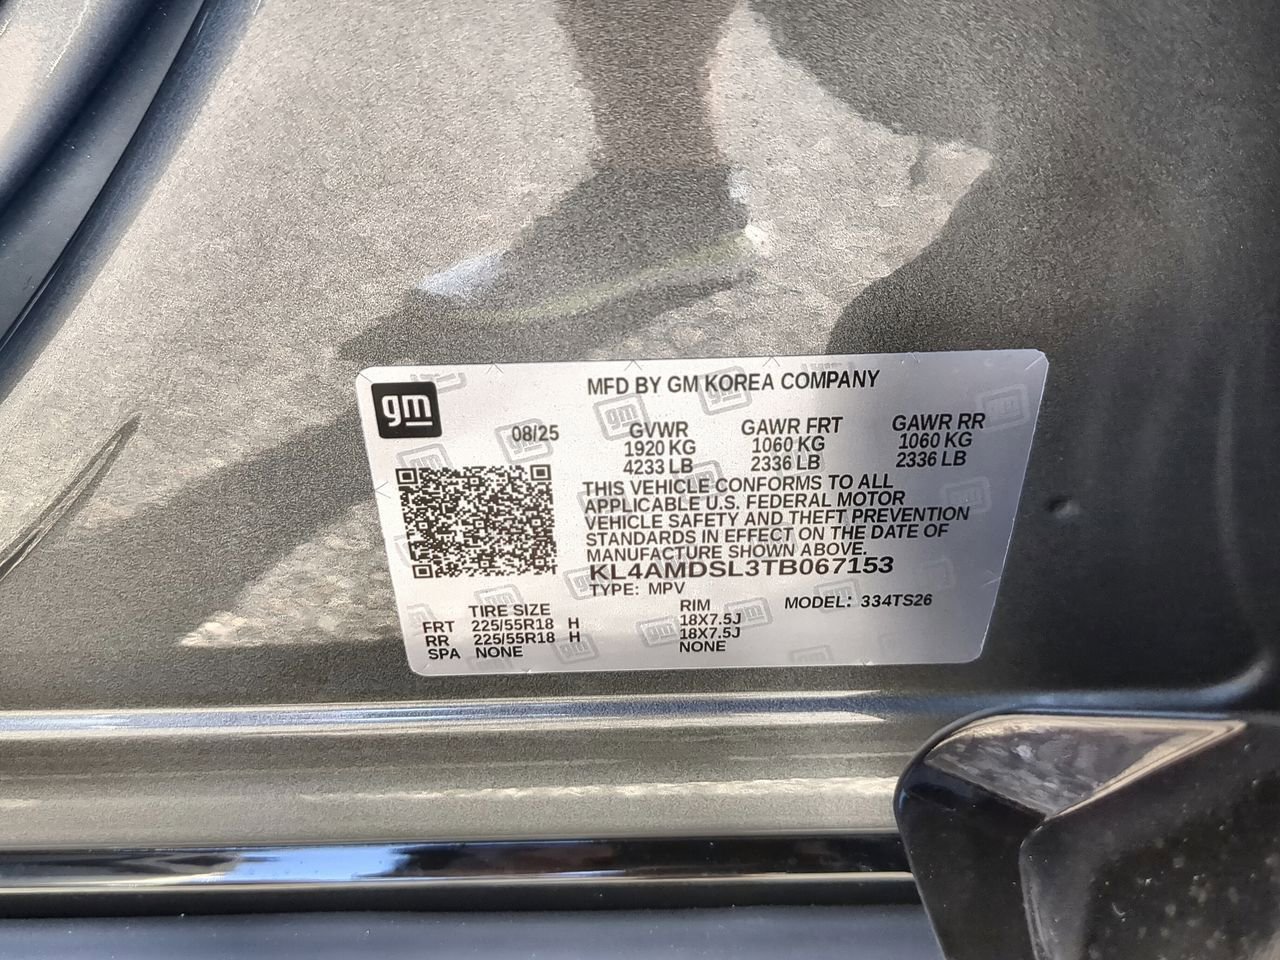 gm
MFD BY GM KOREA COMPANY
08/25
GVWR GAWR FRT GAWR RR
1920 KG 1060 KG 1060 KG
4233 LB 2336 LB 2336 LB
THIS VEHICLE CONFORMS TO ALL
APPLICABLE U.S. FEDERAL MOTOR
VEHICLE SAFETY AND THEFT PREVENTION
STANDARDS IN EFFECT ON THE DATE OF
MANUFACTURE SHOWN ABOVE.
KL4AMDSL3TB067153
TYPE: MPV
TIRE SIZE RIM MODEL: 334TS26
FRT 225/55R18 H 18X7.5J
RR 225/55R18 H 18X7.5J
SPA NONE NONE